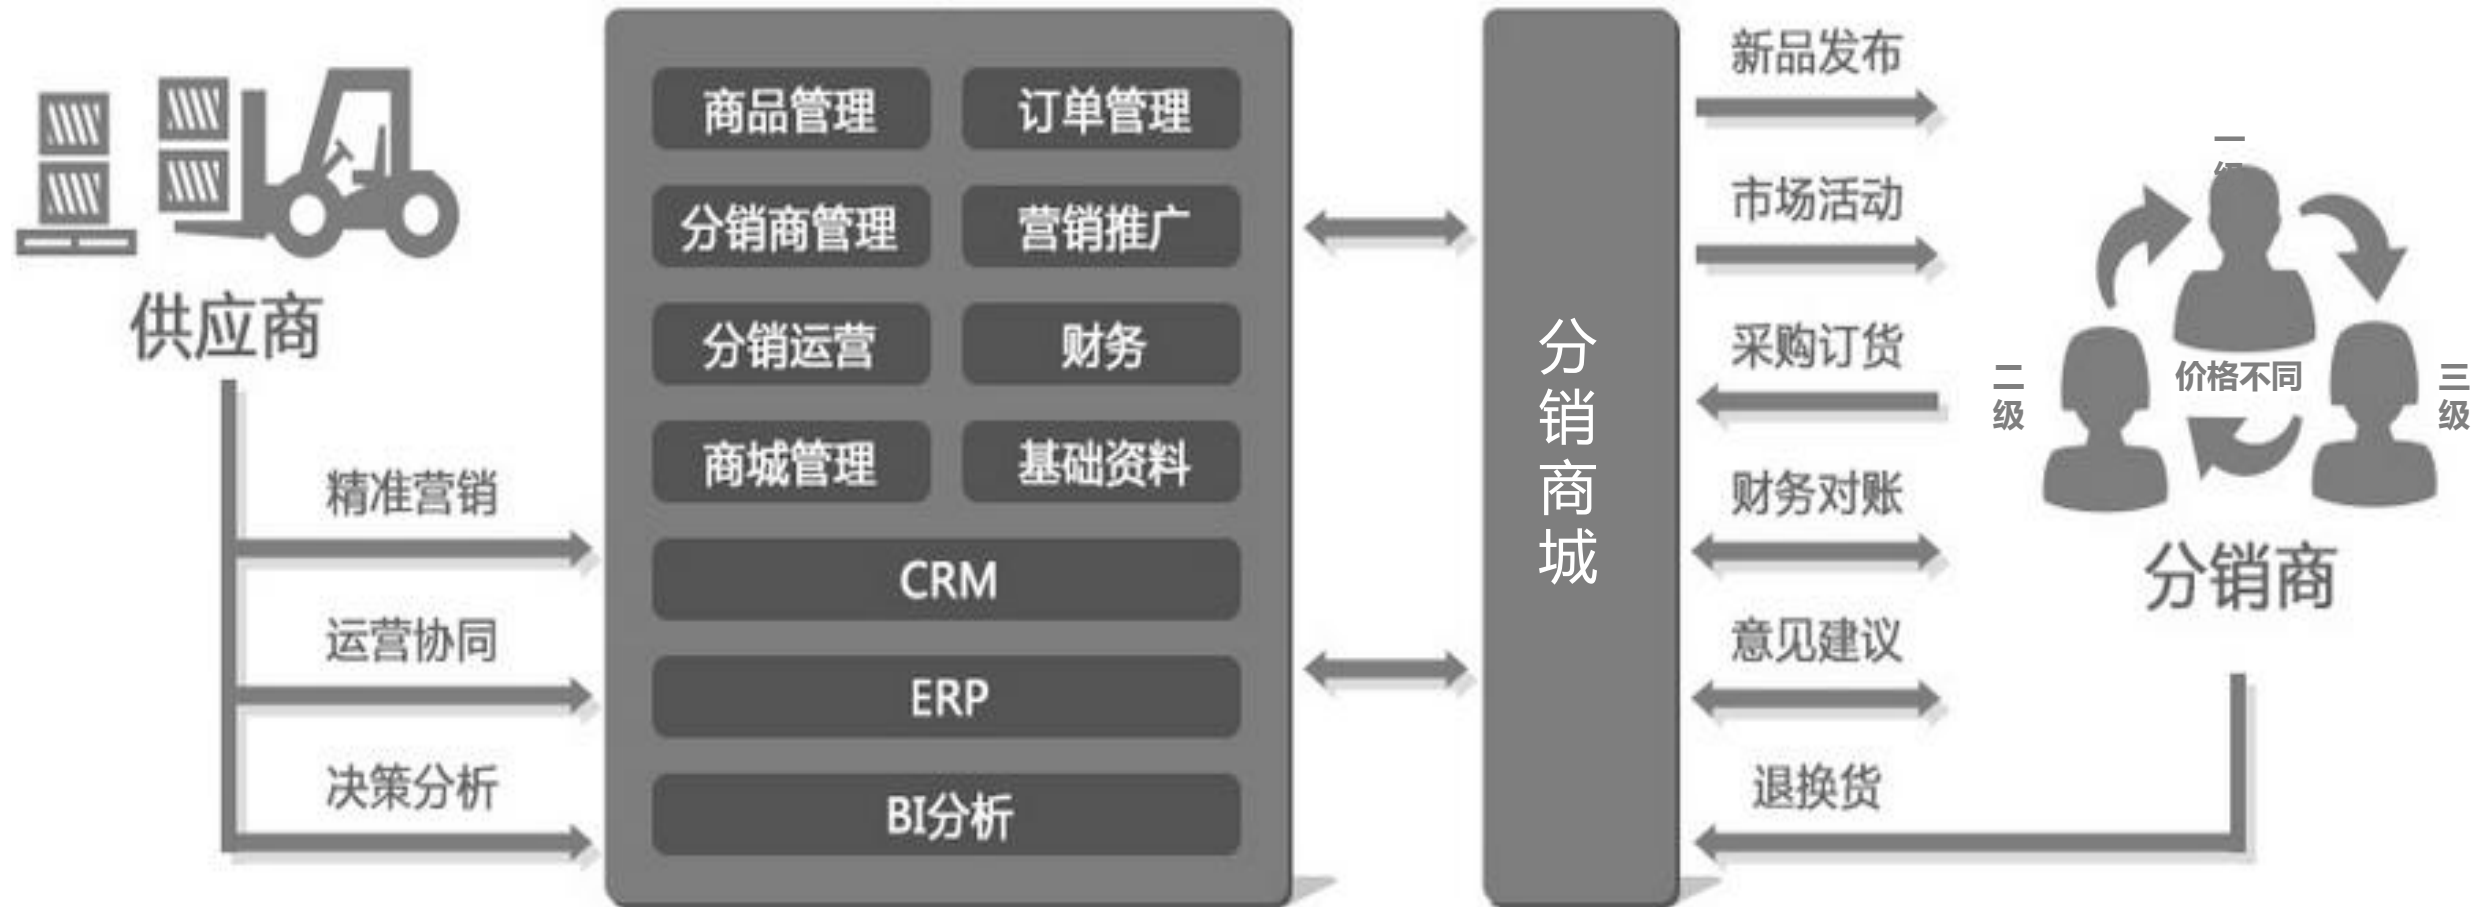 供应商
精准营销
运营协同
决策分析
商品管理
订单管理
分销商管理
营销推广
分销运营
财务
商城管理
基础资料
CRM
ERP
BI分析
分销商城
新品发布
市场活动
采购订货
财务对账
意见建议
退换货
一
二级
价格不同
三级
分销商